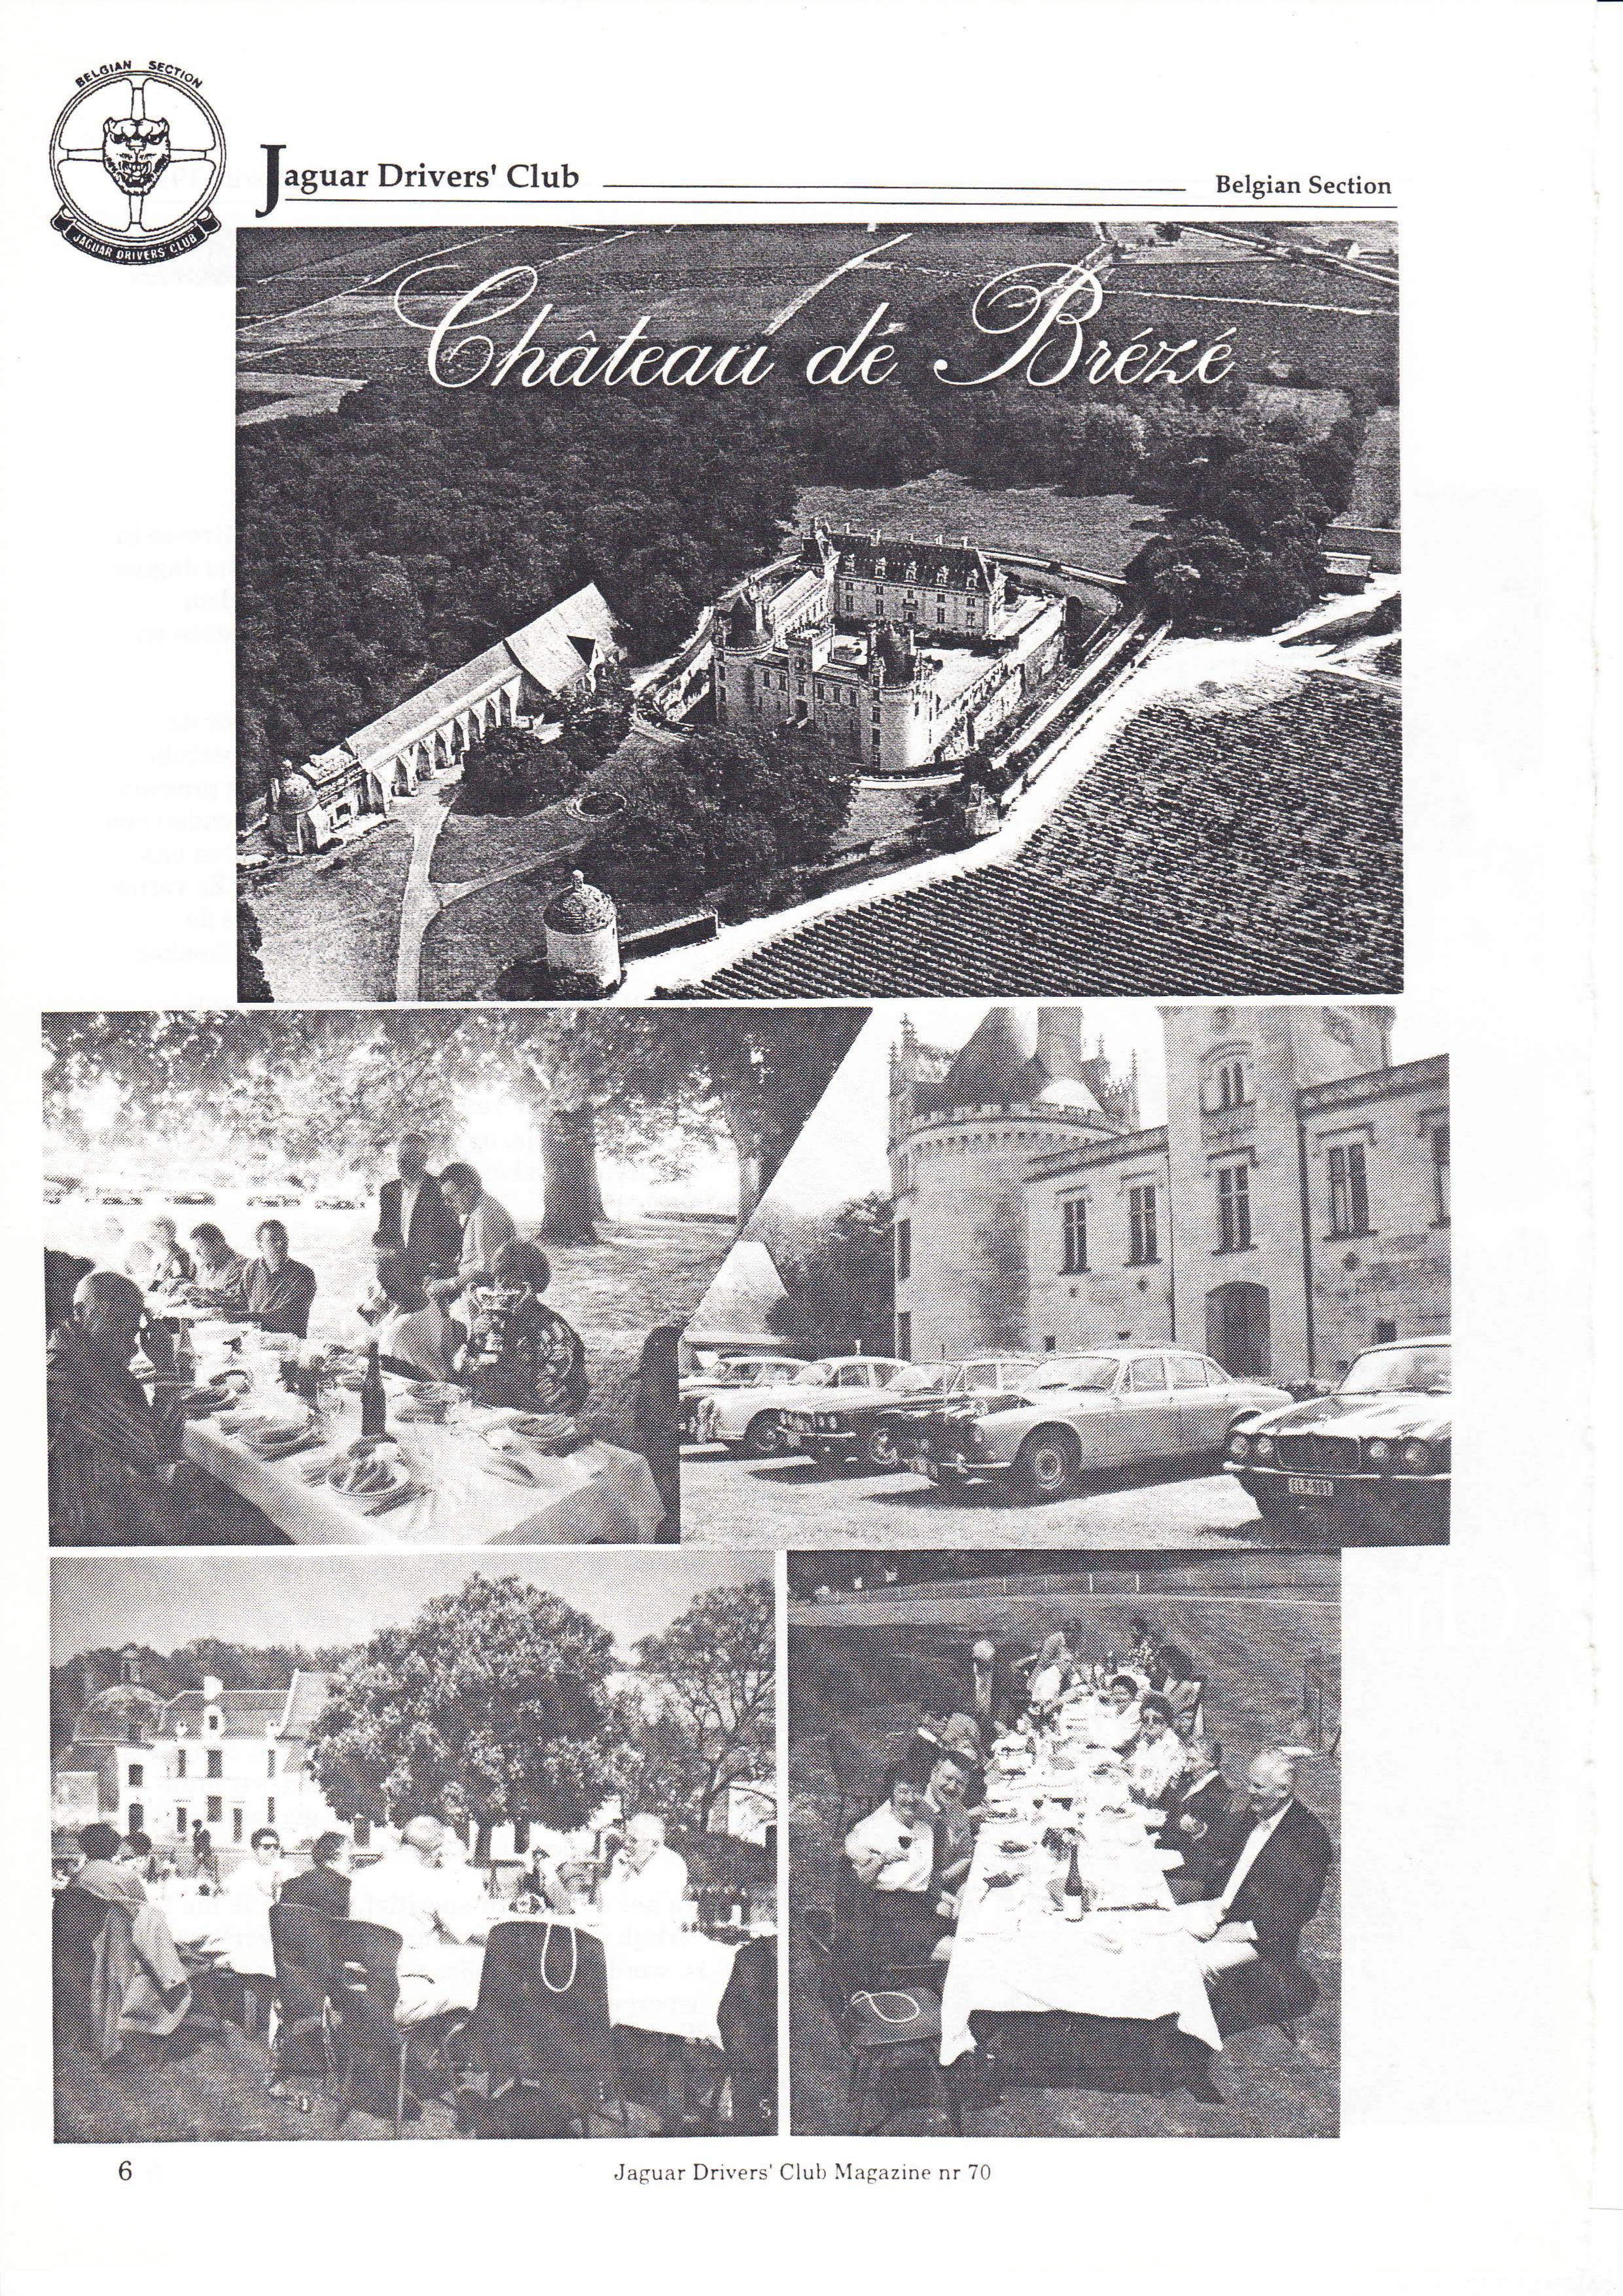 BELGIAN SECTION
JAGUAR DRIVERS' CLUB
Jaguar Drivers' Club
Belgian Section
Château de Brézé
6
Jaguar Drivers' Club Magazine nr 70